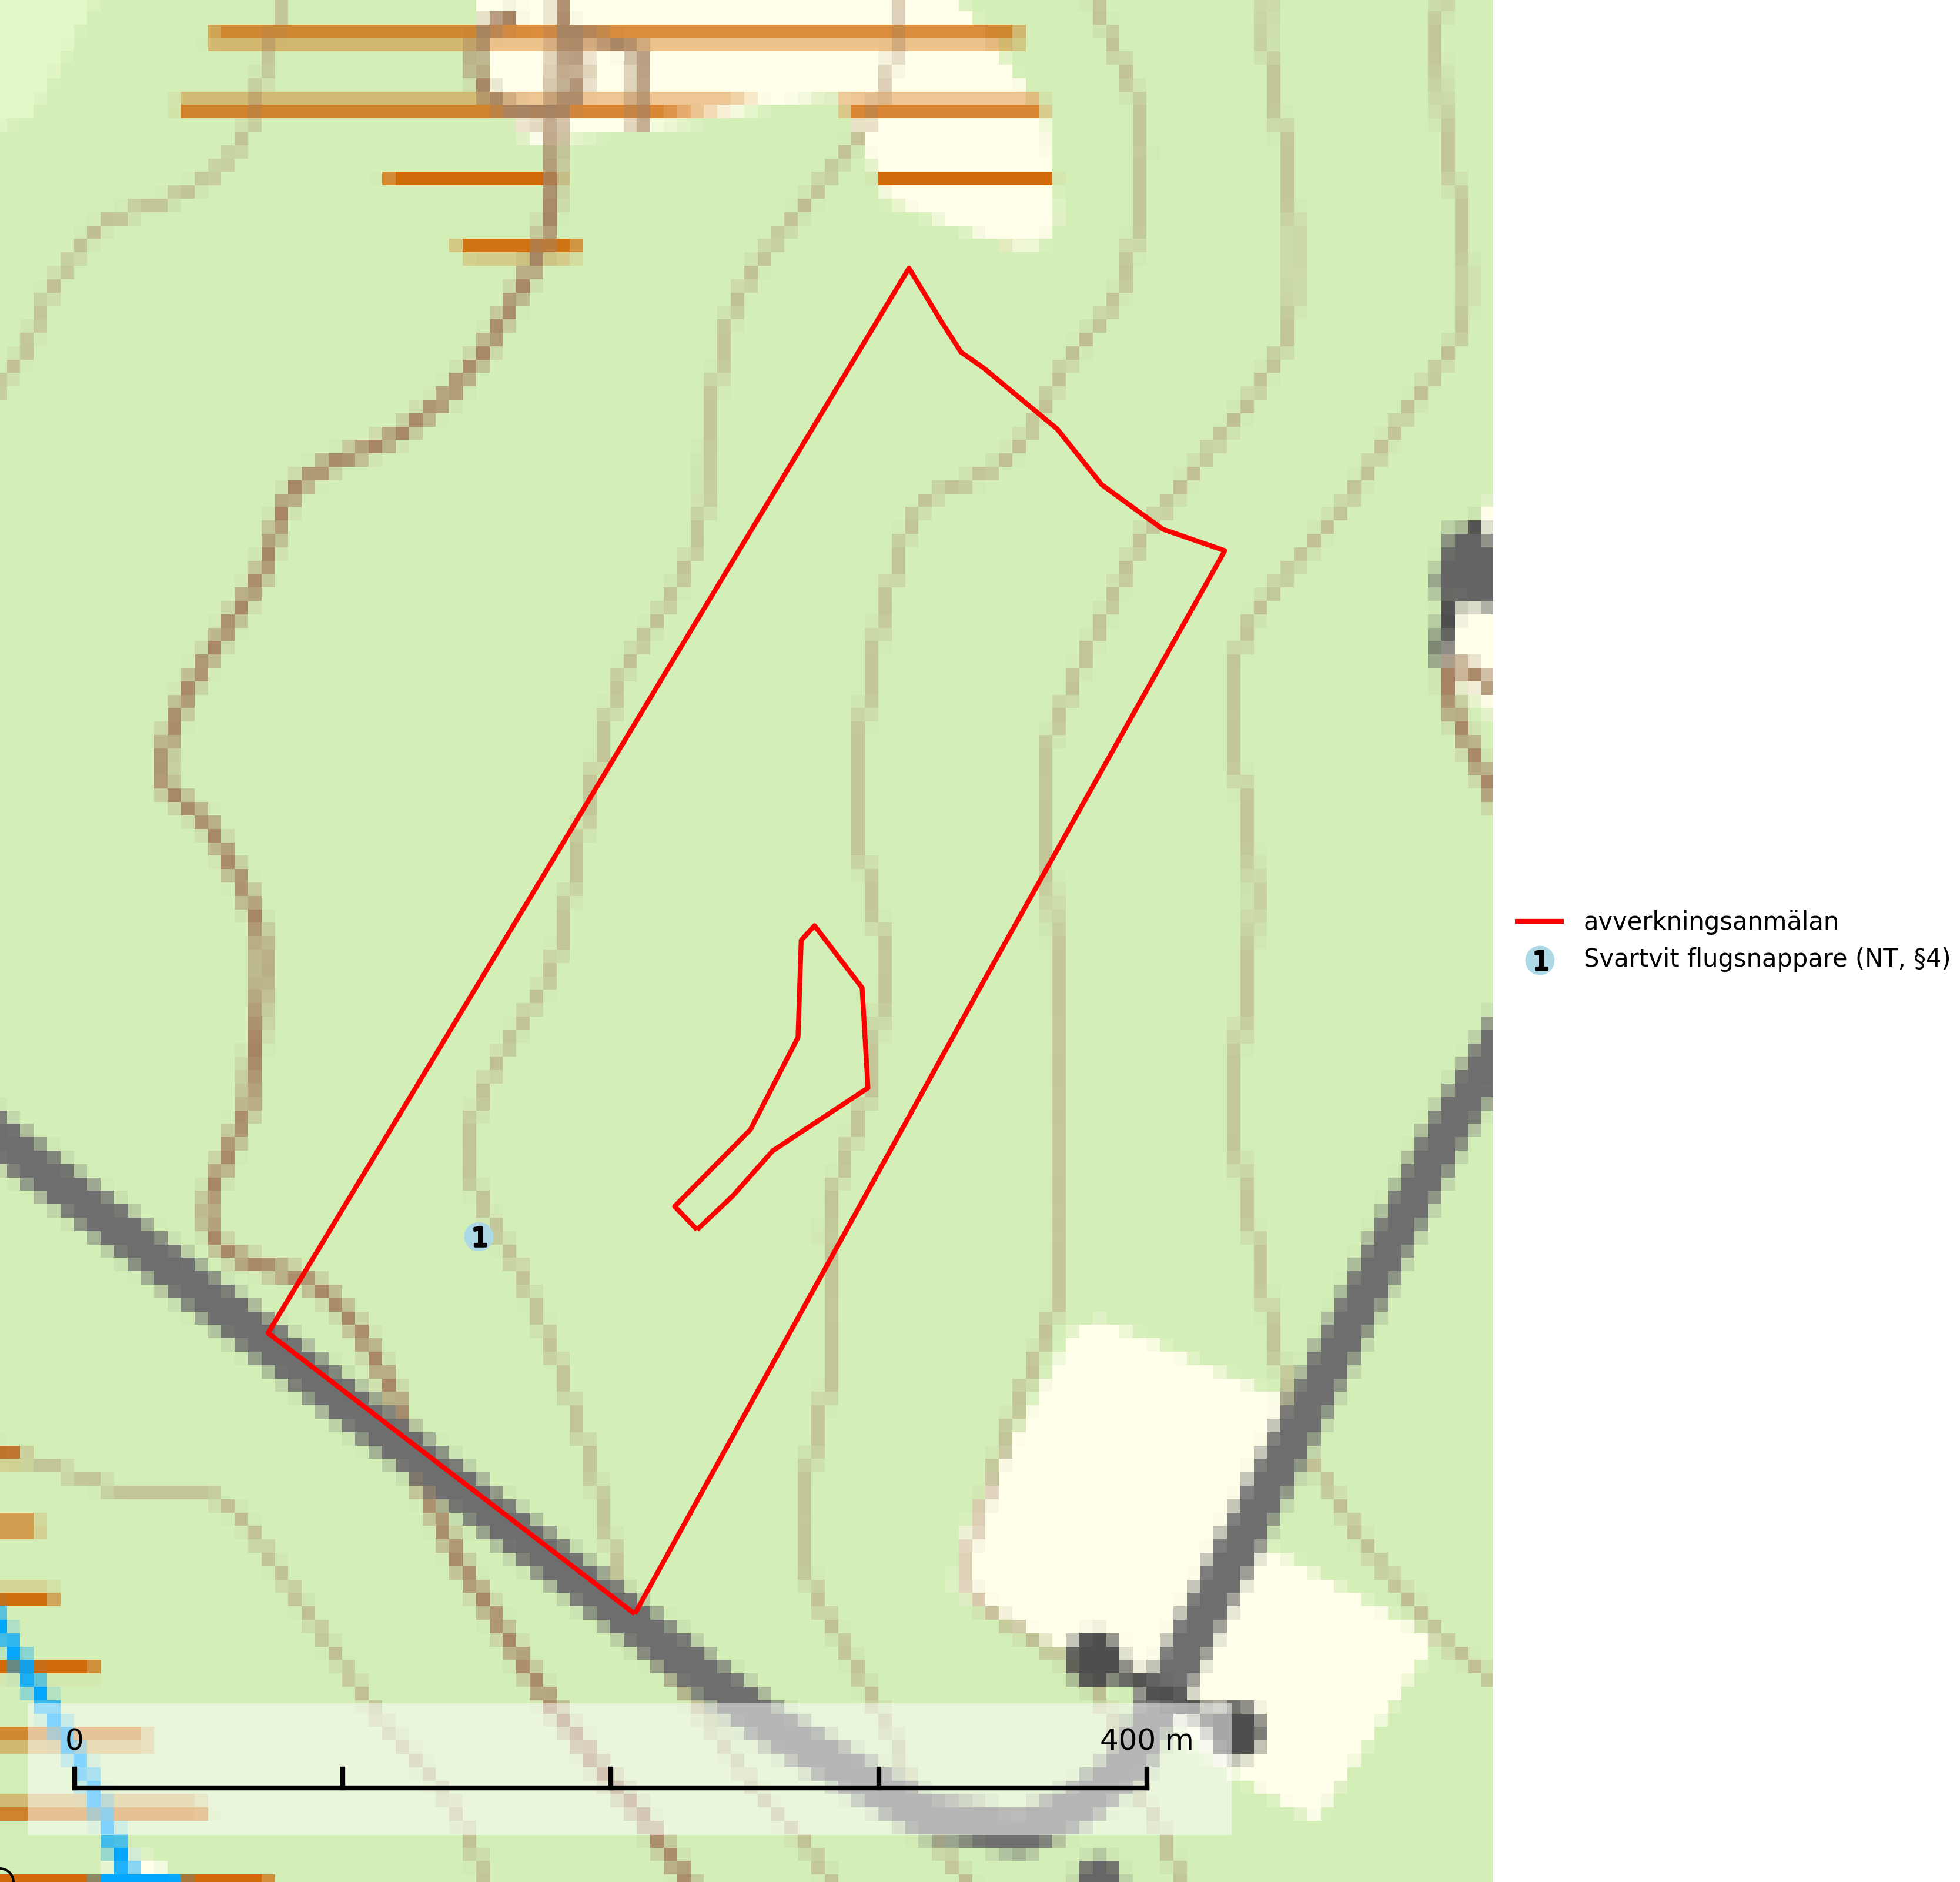 avverkningsanmälan
1 Svartvit flugsnappare (NT, §4)
1
0 400 m